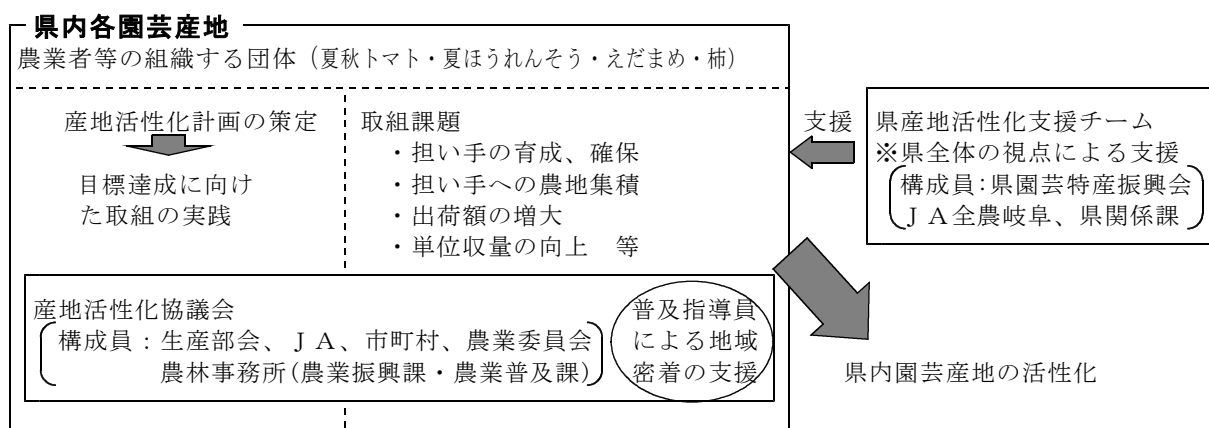 県内各園芸産地
農業者等の組織する団体（夏秋トマト・夏ほうれんそう・えだまめ・柿）
産地活性化計画の策定
目標達成に向け
た取組の実践
取組課題
・担い手の育成、確保
・担い手への農地集積
・出荷額の増大
・単位収量の向上　等
支援
県産地活性化支援チーム
※県全体の視点による支援
構成員：県園芸特産振興会
ＪＡ全農岐阜、県関係課
産地活性化協議会
構成員：生産部会、ＪＡ、市町村、農業委員会
農林事務所(農業振興課・農業普及課)
普及指導員
による地域
密着の支援
県内園芸産地の活性化